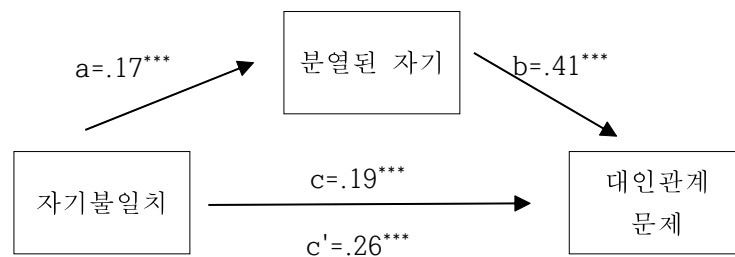 분열된 자기
a=.17***
b=.41***
자기불일치
c=.19***
c'=.26***
대인관계
문제